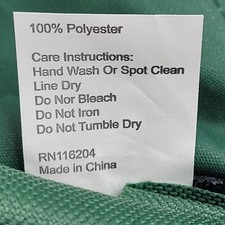 100% Polyester
Care Instructions:
Hand Wash Or Spot Clean
Line Dry
Do Nor Bleach
Do Not Iron
Do Not Tumble Dry
RN116204
Made in China